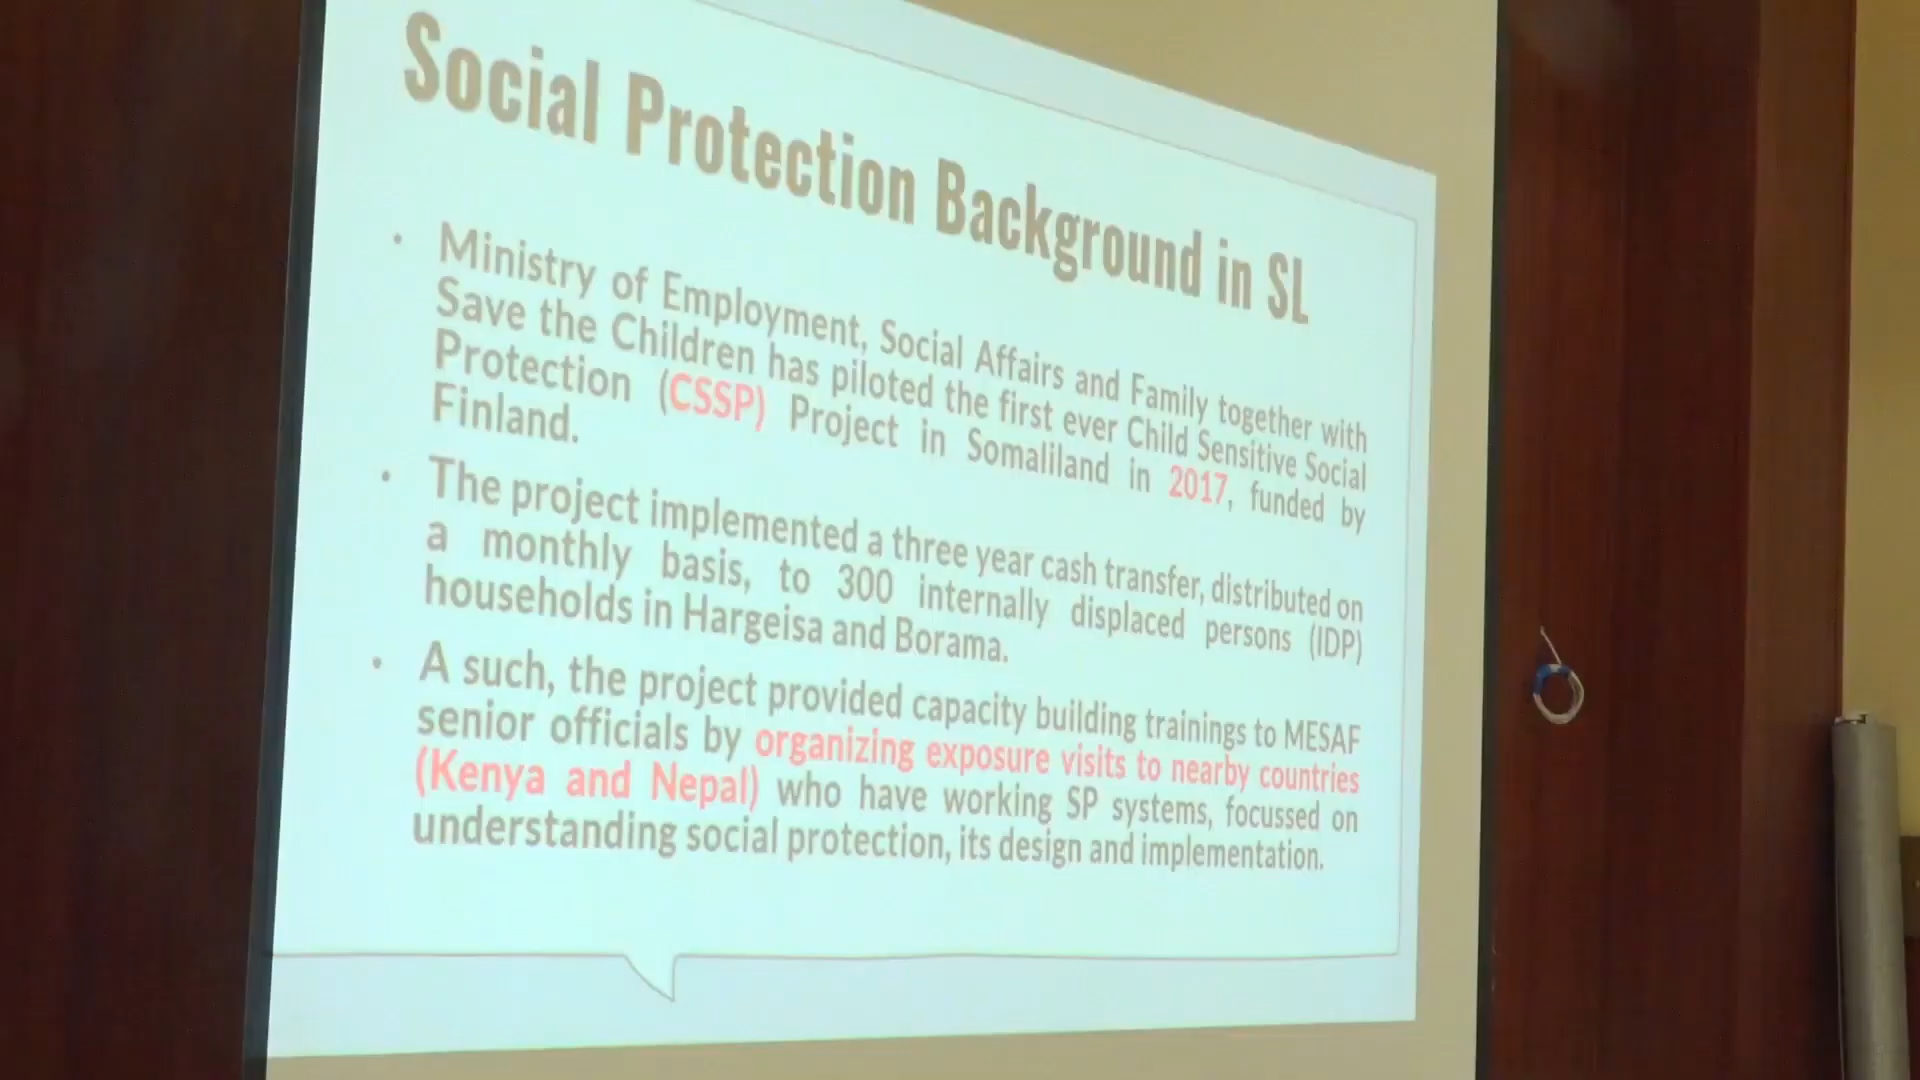 Social Protection Background in SL
• Ministry of Employment, Social Affairs and Family together with
Save the Children has piloted the first ever Child Sensitive Social
Protection (CSSP) Project in Somaliland in 2017, funded by
Finland.
• The project implemented a three year cash transfer, distributed on
a monthly basis, to 300 internally displaced persons (IDP)
households in Hargeisa and Borama.
• A such, the project provided capacity building trainings to MESAF
senior officials by organizing exposure visits to nearby countries
(Kenya and Nepal) who have working SP systems, focussed on
understanding social protection, its design and implementation.